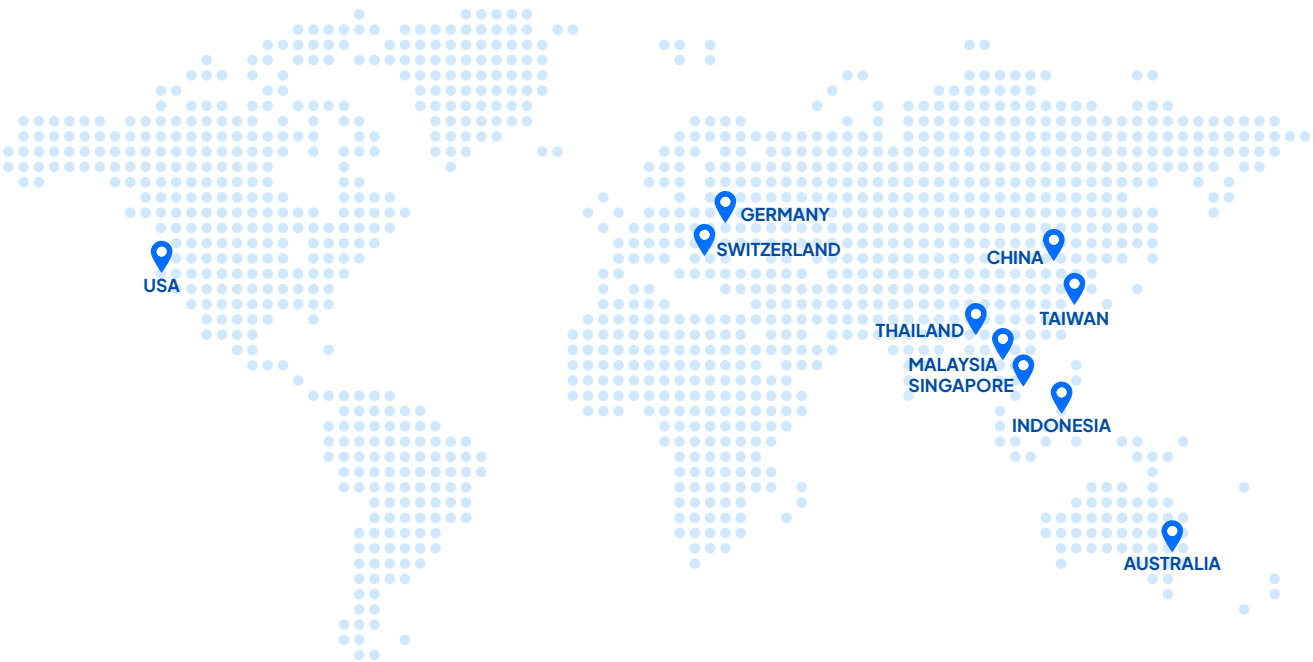 GERMANY
SWITZERLAND
CHINA
USA
TAIWAN
THAILAND
MALAYSIA
SINGAPORE
INDONESIA
AUSTRALIA